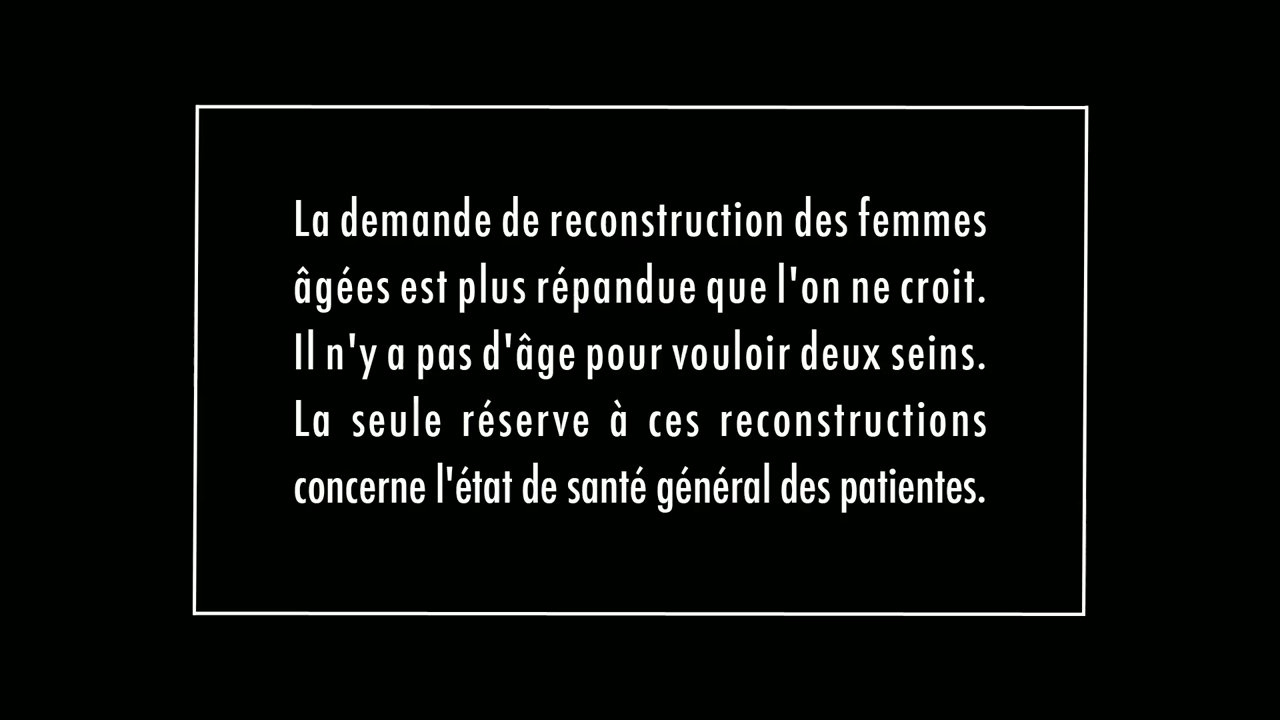 La demande de reconstruction des femmes
âgées est plus répandue que l'on ne croit.
Il n'y a pas d'âge pour vouloir deux seins.
La seule réserve à ces reconstructions
concerne l'état de santé général des patientes.